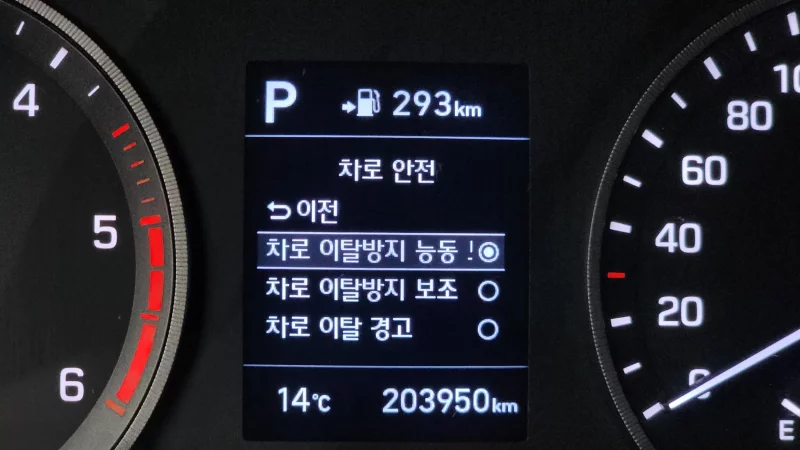 P 293km
차로 안전
이전
차로 이탈방지 능동
차로 이탈방지 보조
차로 이탈 경고
14°C 203950km
4
5
6
10
80
60
40
20
0
E